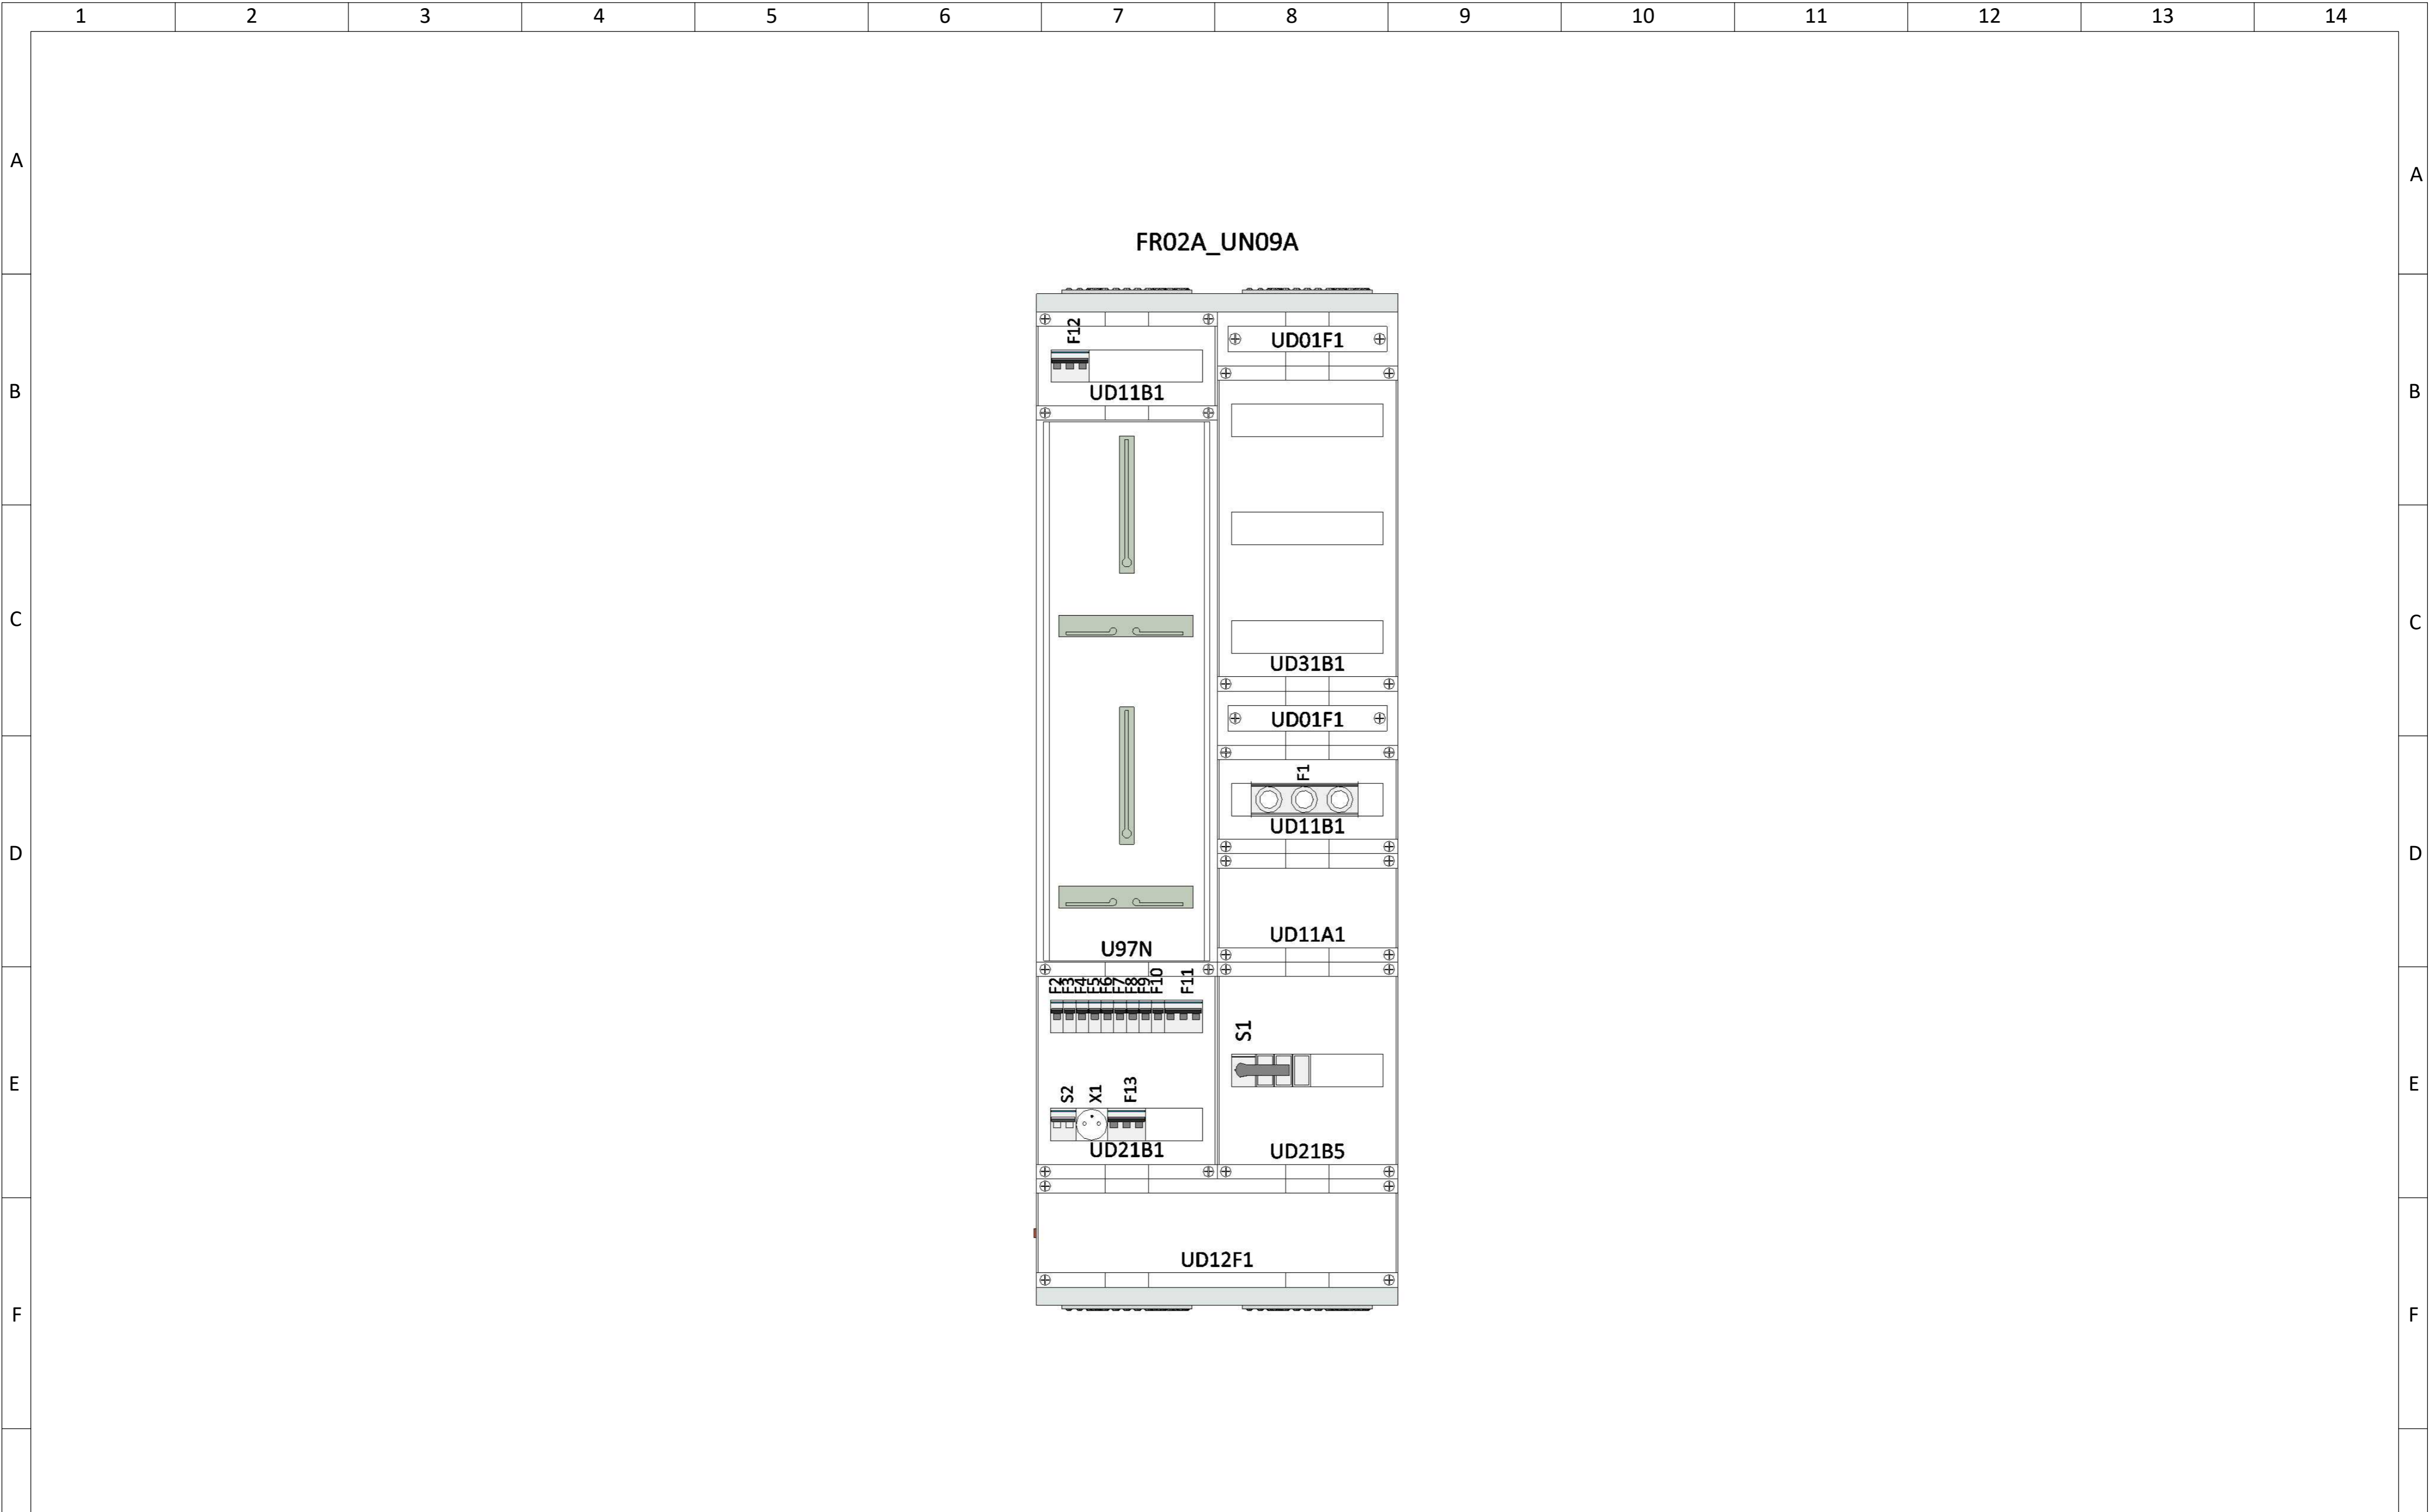 1 2 3 4 5 6 7 8 9 10 11 12 13 14
A A
FR02A_UN09A
F12
UD01F1
B B
UD11B1
C C
UD31B1
UD01F1
F1
UD11B1
D D
UD11A1
U97N
F2 F3 F4 F5 F6 F7 F8 F9 F10 F11
S1
E E
S2 X1 F13
UD21B1 UD21B5
UD12F1
F F